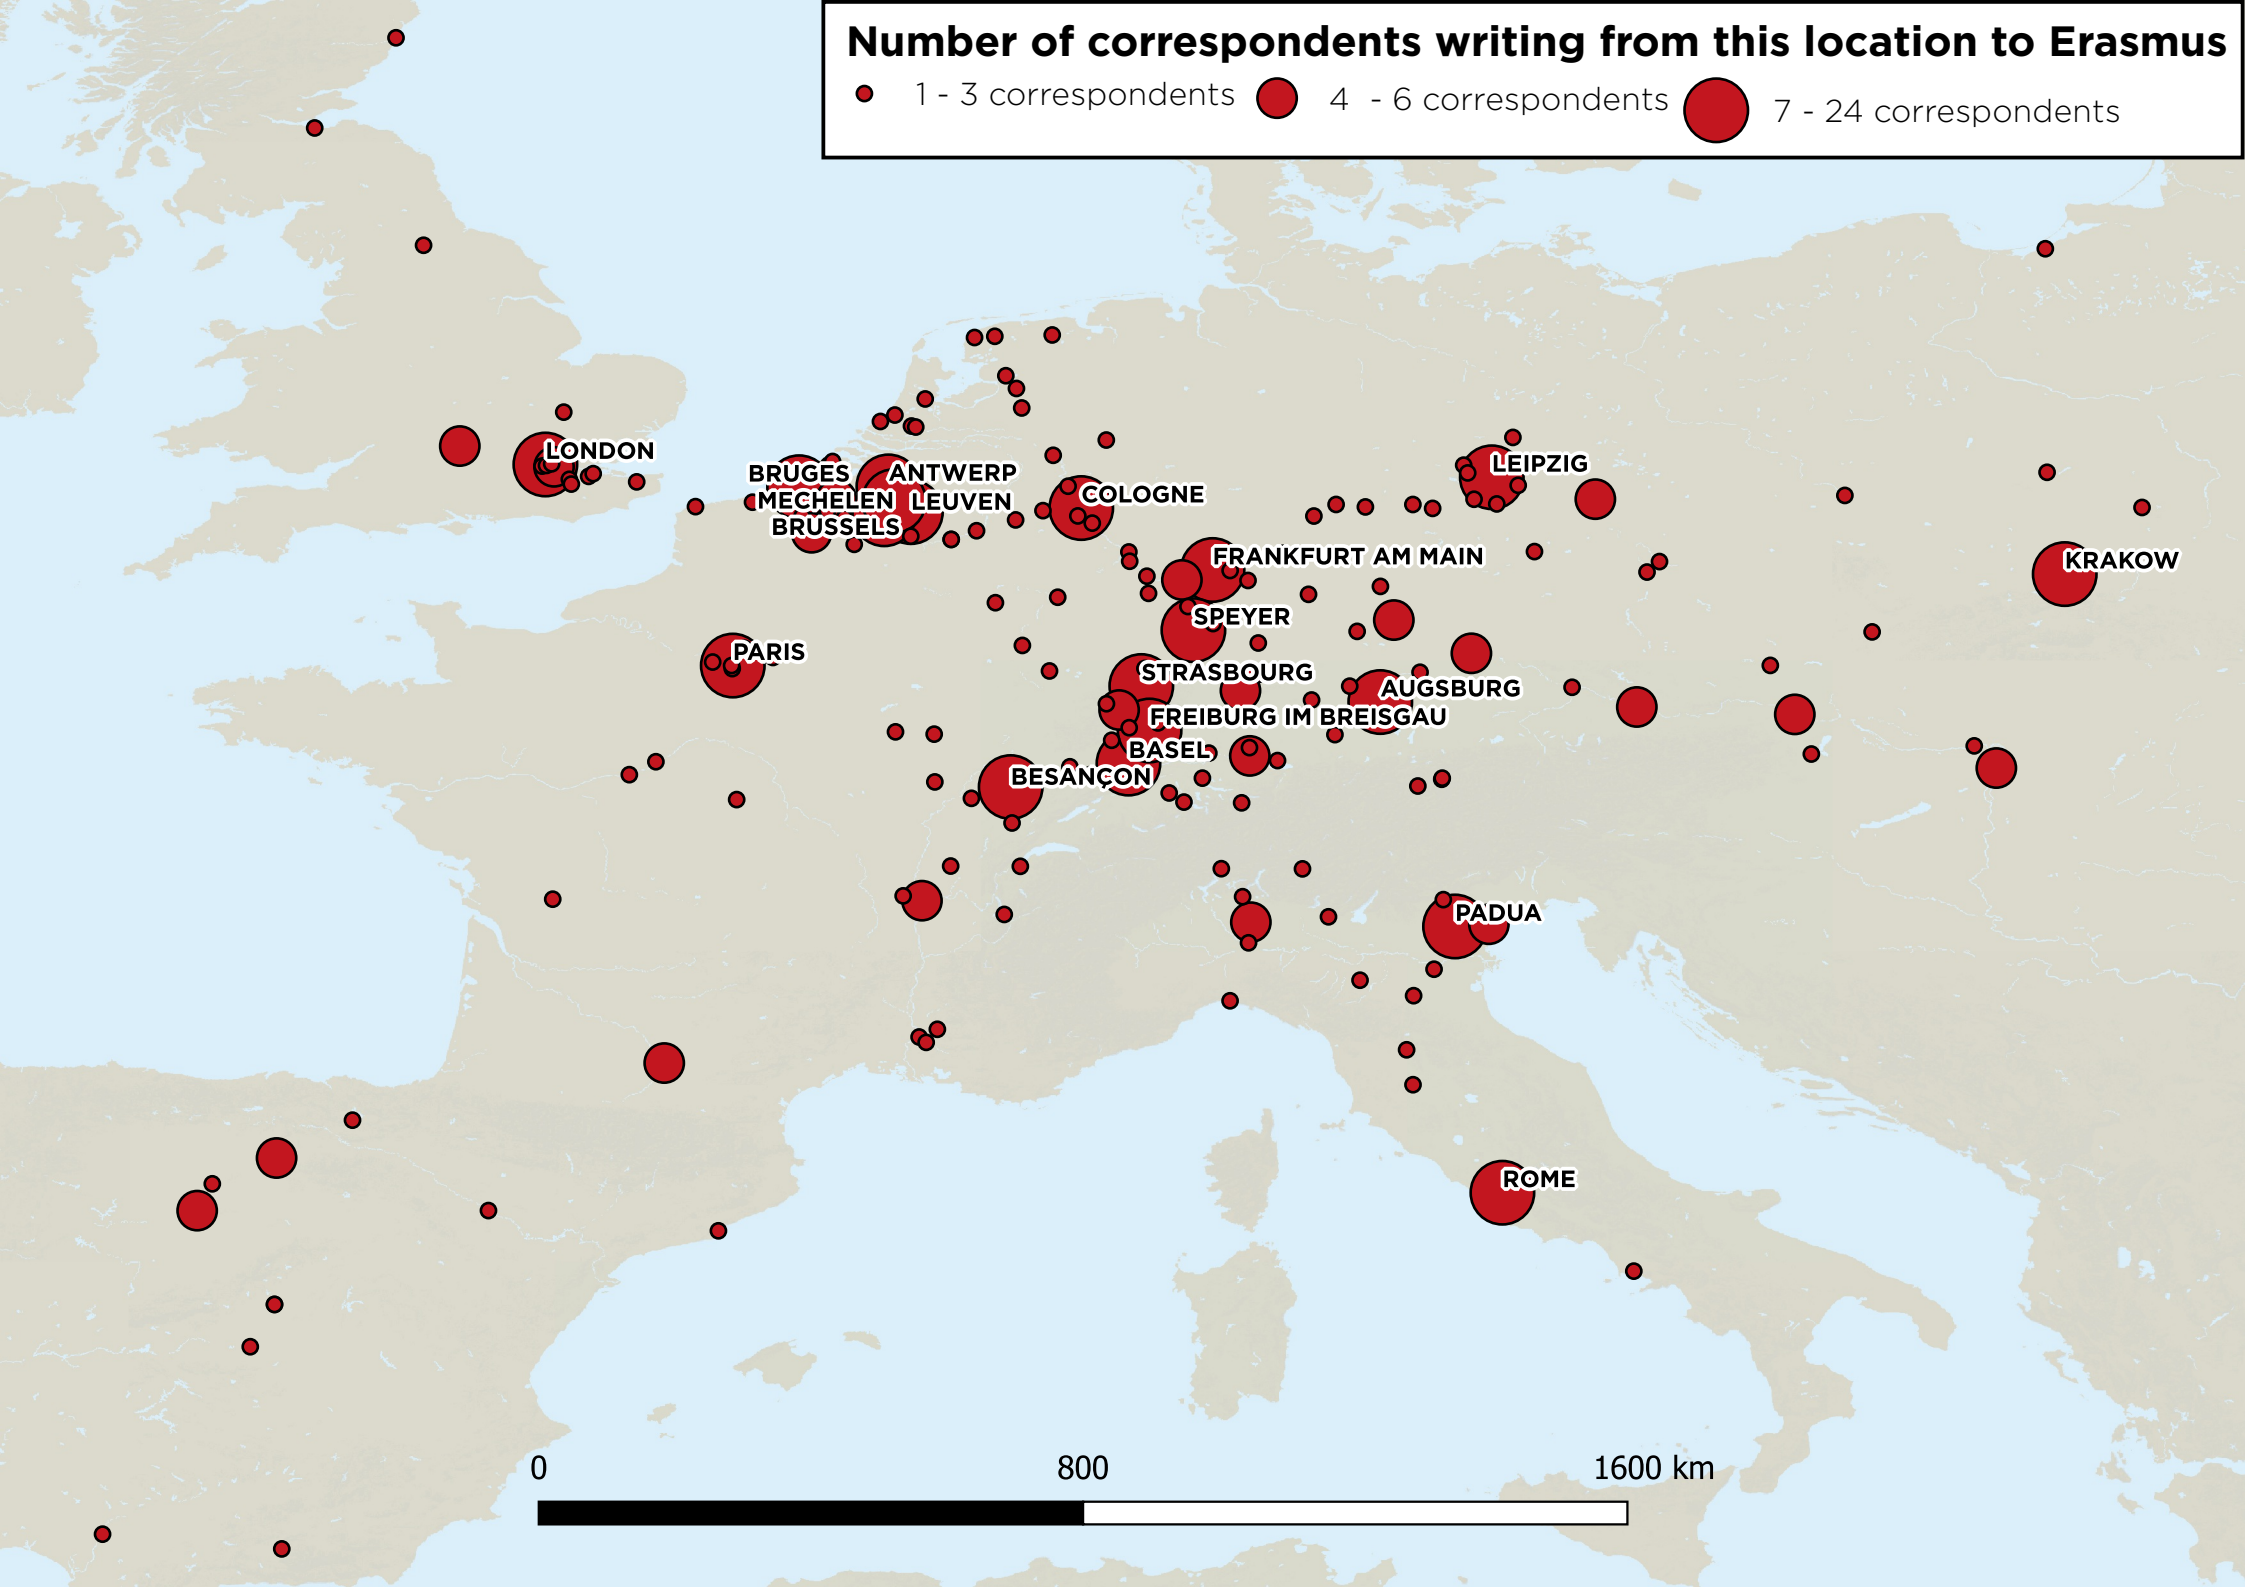 Number of correspondents writing from this location to Erasmus
1 - 3 correspondents
4 - 6 correspondents
7 - 24 correspondents
LONDON
BRUGES
ANTWERP
MECHELEN
LEUVEN
BRUSSELS
COLOGNE
LEIPZIG
FRANKFURT AM MAIN
KRAKOW
SPEYER
PARIS
STRASBOURG
AUGSBURG
FREIBURG IM BREISGAU
BASEL
BESANÇON
PADUA
ROME
0 800 1600 km